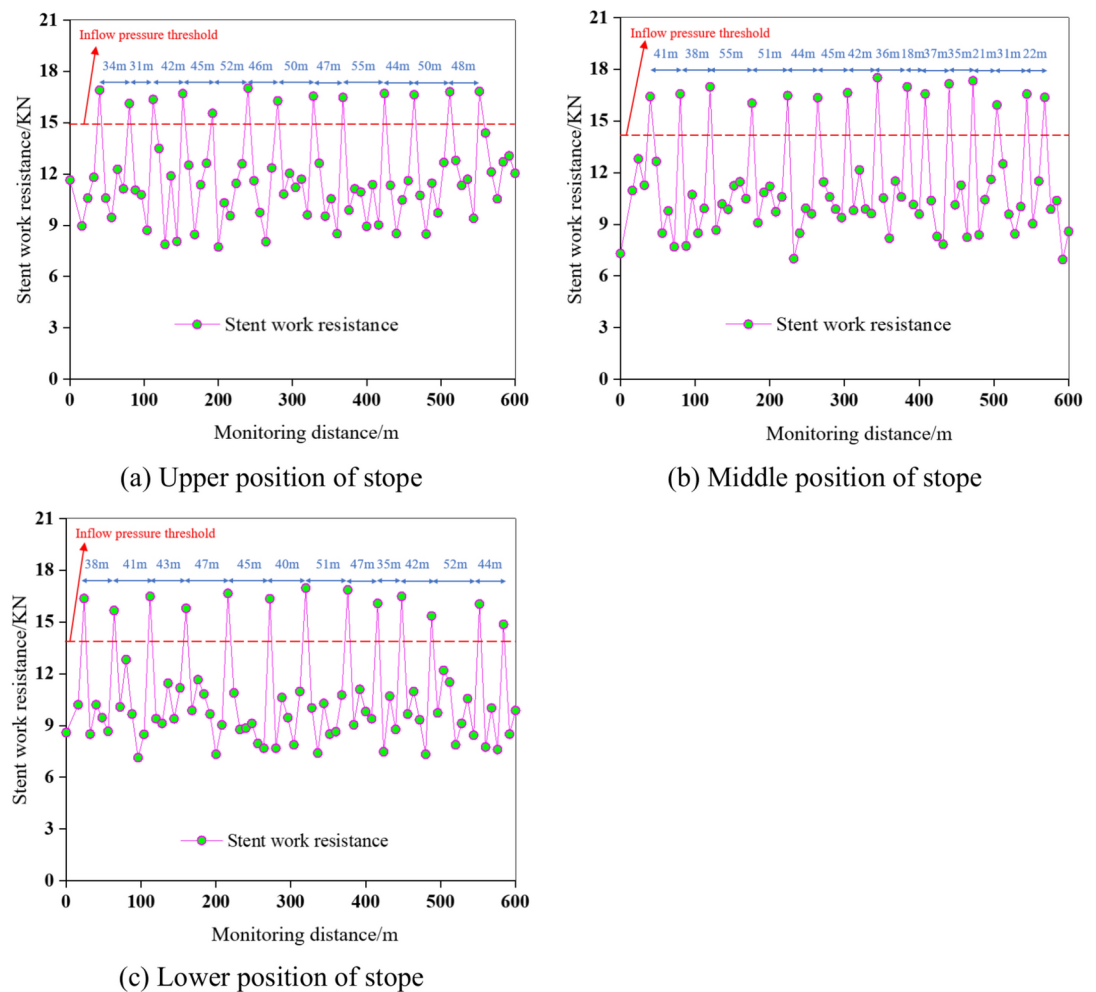 21
18
15
12
9
6
3
0
Stent work resistance/KN
Inflow pressure threshold
34m 31m 42m 45m 52m 46m 50m 47m 55m 44m 50m 48m
Stent work resistance
0 100 200 300 400 500 600
Monitoring distance/m
(a) Upper position of stope
21
18
15
12
9
6
3
0
Stent work resistance/KN
Inflow pressure threshold
41m 38m 55m 51m 44m 45m 42m 36m 18m 37m 35m 21m 31m 22m
Stent work resistance
0 100 200 300 400 500 600
Monitoring distance/m
(b) Middle position of stope
21
18
15
12
9
6
3
0
Stent work resistance/KN
Inflow pressure threshold
38m 41m 43m 47m 45m 40m 51m 47m 35m 42m 52m 44m
Stent work resistance
0 100 200 300 400 500 600
Monitoring distance/m
(c) Lower position of stope